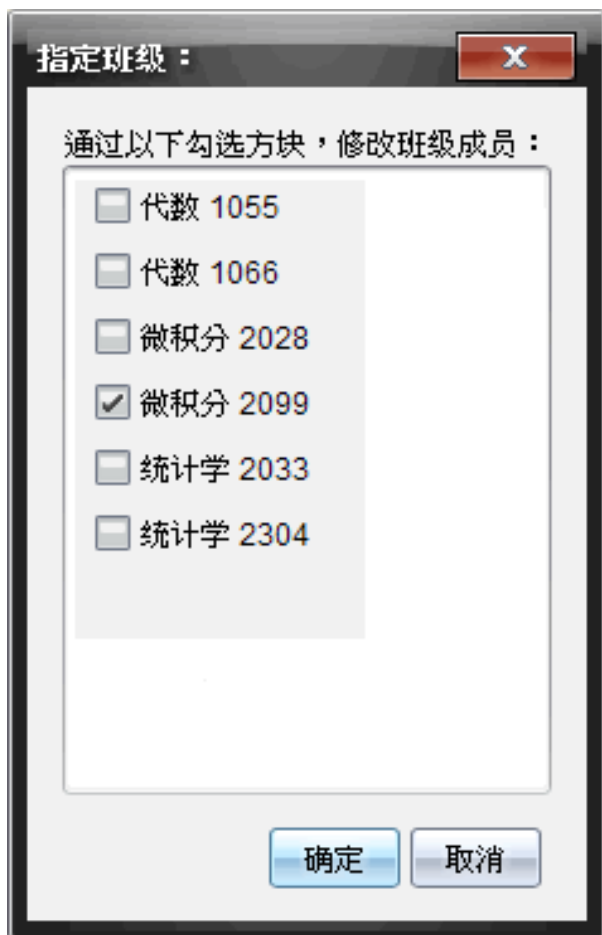 指定班级：
通过以下勾选方块，修改班级成员：
代数 1055
代数 1066
微积分 2028
微积分 2099
统计学 2033
统计学 2304
确定 取消